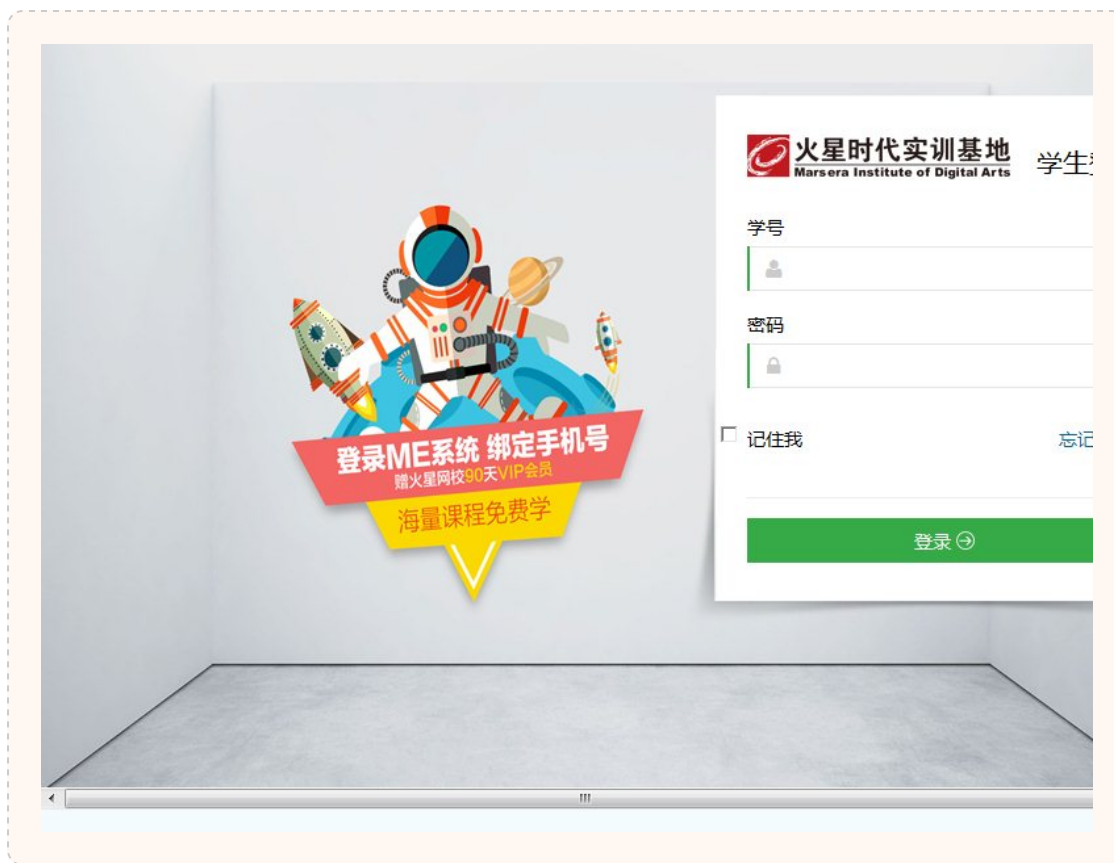 火星时代实训基地
Marsera Institute of Digital Arts
学生
学号
密码
登录ME系统 绑定手机号
赠火星网校90天VIP会员
海量课程免费学
记住我
忘记
登录